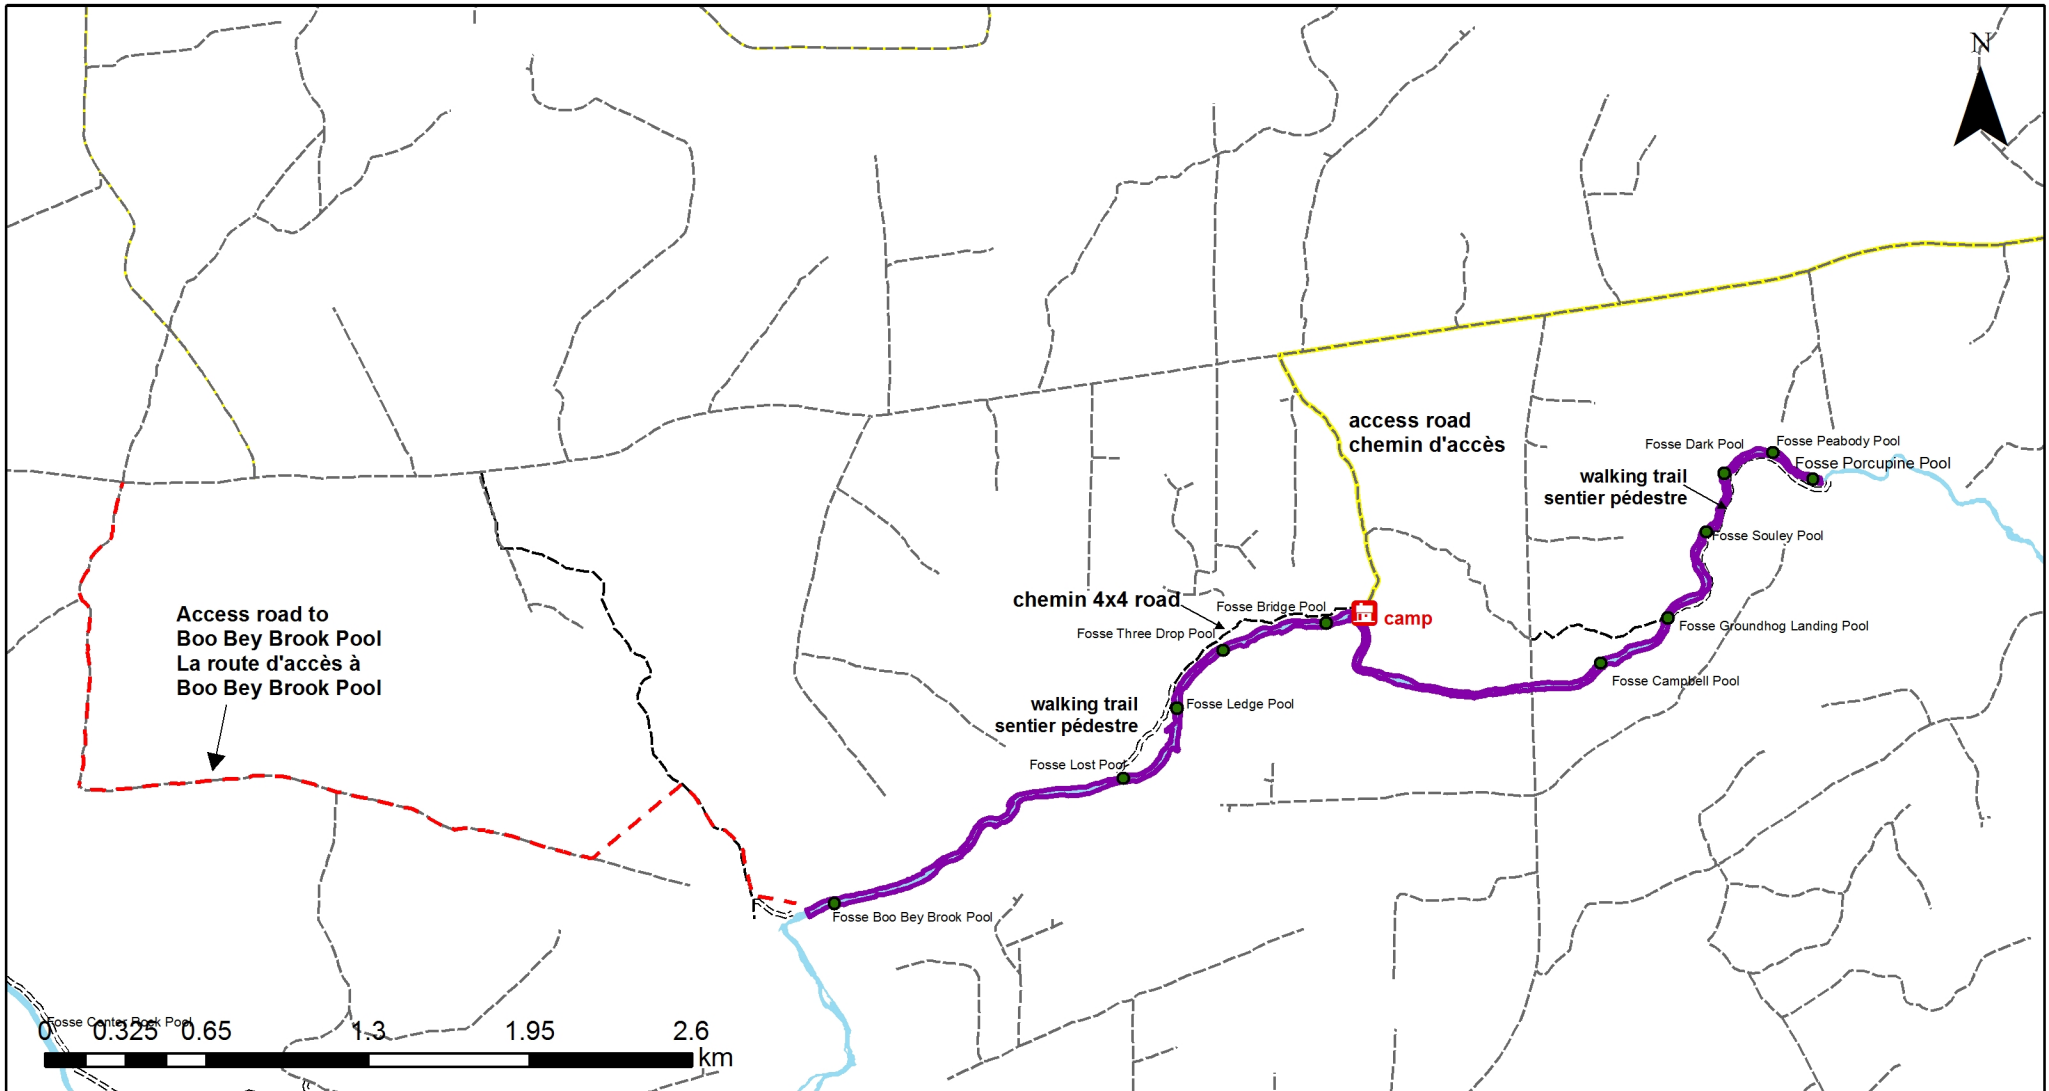 N
access road
chemin d'accès
Fosse Dark Pool
Fosse Peabody Pool
Fosse Porcupine Pool
walking trail
sentier pédestre
Fosse Souley Pool
chemin 4x4 road
Fosse Bridge Pool
camp
Fosse Groundhog Landing Pool
Access road to
Boo Bey Brook Pool
La route d'accès à
Boo Bey Brook Pool
Fosse Three Drop Pool
Fosse Campbell Pool
walking trail
sentier pédestre
Fosse Ledge Pool
Fosse Lost Pool
Fosse Boo Bey Brook Pool
Fosse Center Rock Pool
0 0.325 0.65 1.3 1.95 2.6
km